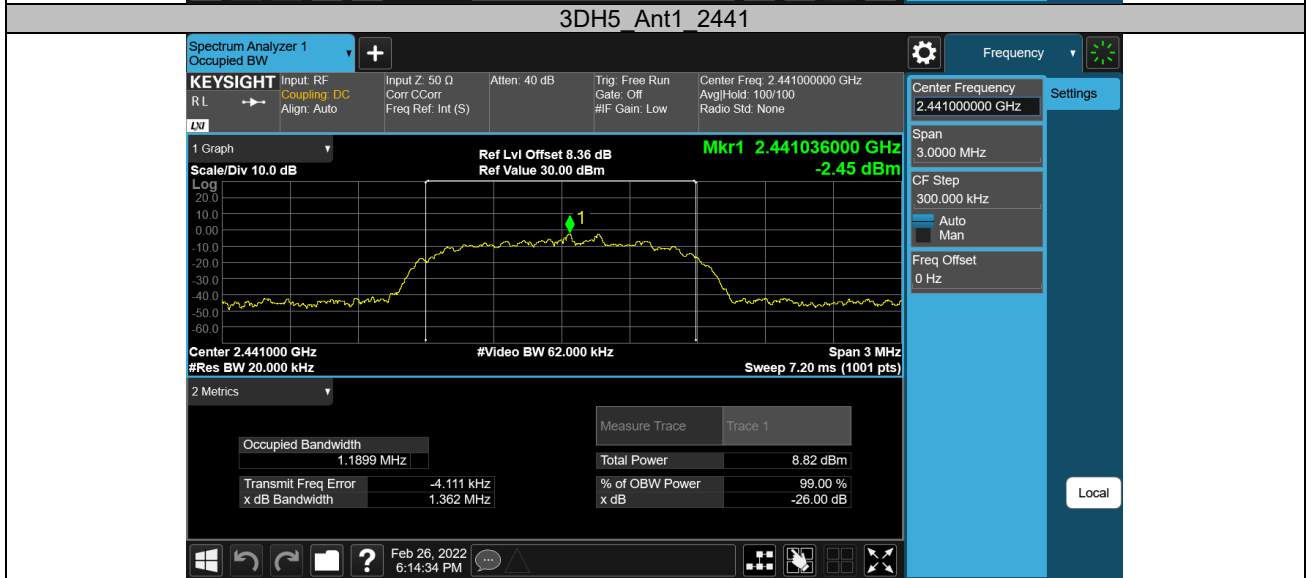 3DH5_Ant1_2441
Spectrum Analyzer 1
Occupied BW
Frequency
KEYSIGHT
R L
LXI
Input: RF
Coupling: DC
Align: Auto
Input Z: 50 Ω
Corr CCorr
Freq Ref: Int (S)
Atten: 40 dB
Trig: Free Run
Gate: Off
#IF Gain: Low
Center Freq: 2.441000000 GHz
Avg|Hold: 100/100
Radio Std: None
Center Frequency
2.441000000 GHz
Settings
Span
3.0000 MHz
CF Step
300.000 kHz
Auto
Man
Freq Offset
0 Hz
1 Graph
Scale/Div 10.0 dB
Ref Lvl Offset 8.36 dB
Ref Value 30.00 dBm
Mkr1 2.441036000 GHz
-2.45 dBm
Log
20.0
10.0
0.00
-10.0
-20.0
-30.0
-40.0
-50.0
-60.0
1
Center 2.441000 GHz
#Video BW 62.000 kHz
Span 3 MHz
#Res BW 20.000 kHz
Sweep 7.20 ms (1001 pts)
2 Metrics
Measure Trace Trace 1
Occupied Bandwidth
1.1899 MHz
Total Power 8.82 dBm
Transmit Freq Error -4.111 kHz
% of OBW Power 99.00 %
x dB Bandwidth 1.362 MHz
x dB -26.00 dB
Local
Feb 26, 2022
6:14:34 PM